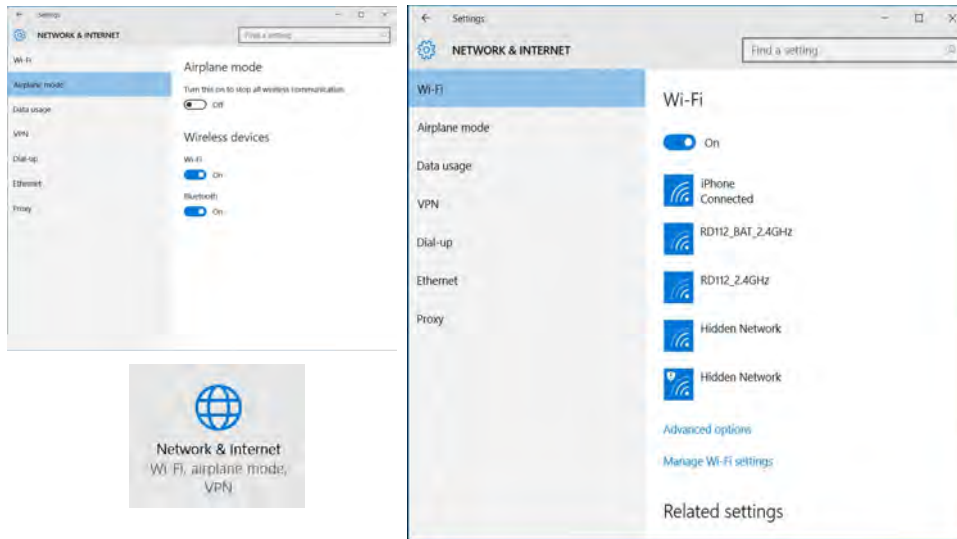 Settings
NETWORK & INTERNET
Find a setting
Wi-Fi
Airplane mode
Data usage
VPN
Dial-up
Ethernet
Proxy
Airplane mode
Turn this on to stop all wireless communication
Off
Wireless devices
Wi-Fi
On
Bluetooth
On
Network & Internet
Wi-Fi, airplane mode,
VPN
Settings
NETWORK & INTERNET
Find a setting
Wi-Fi
Airplane mode
Data usage
VPN
Dial-up
Ethernet
Proxy
Wi-Fi
On
iPhone
Connected
RD112_BAT_2.4GHz
RD112_2.4GHz
Hidden Network
Hidden Network
Advanced options
Manage Wi-Fi settings
Related settings